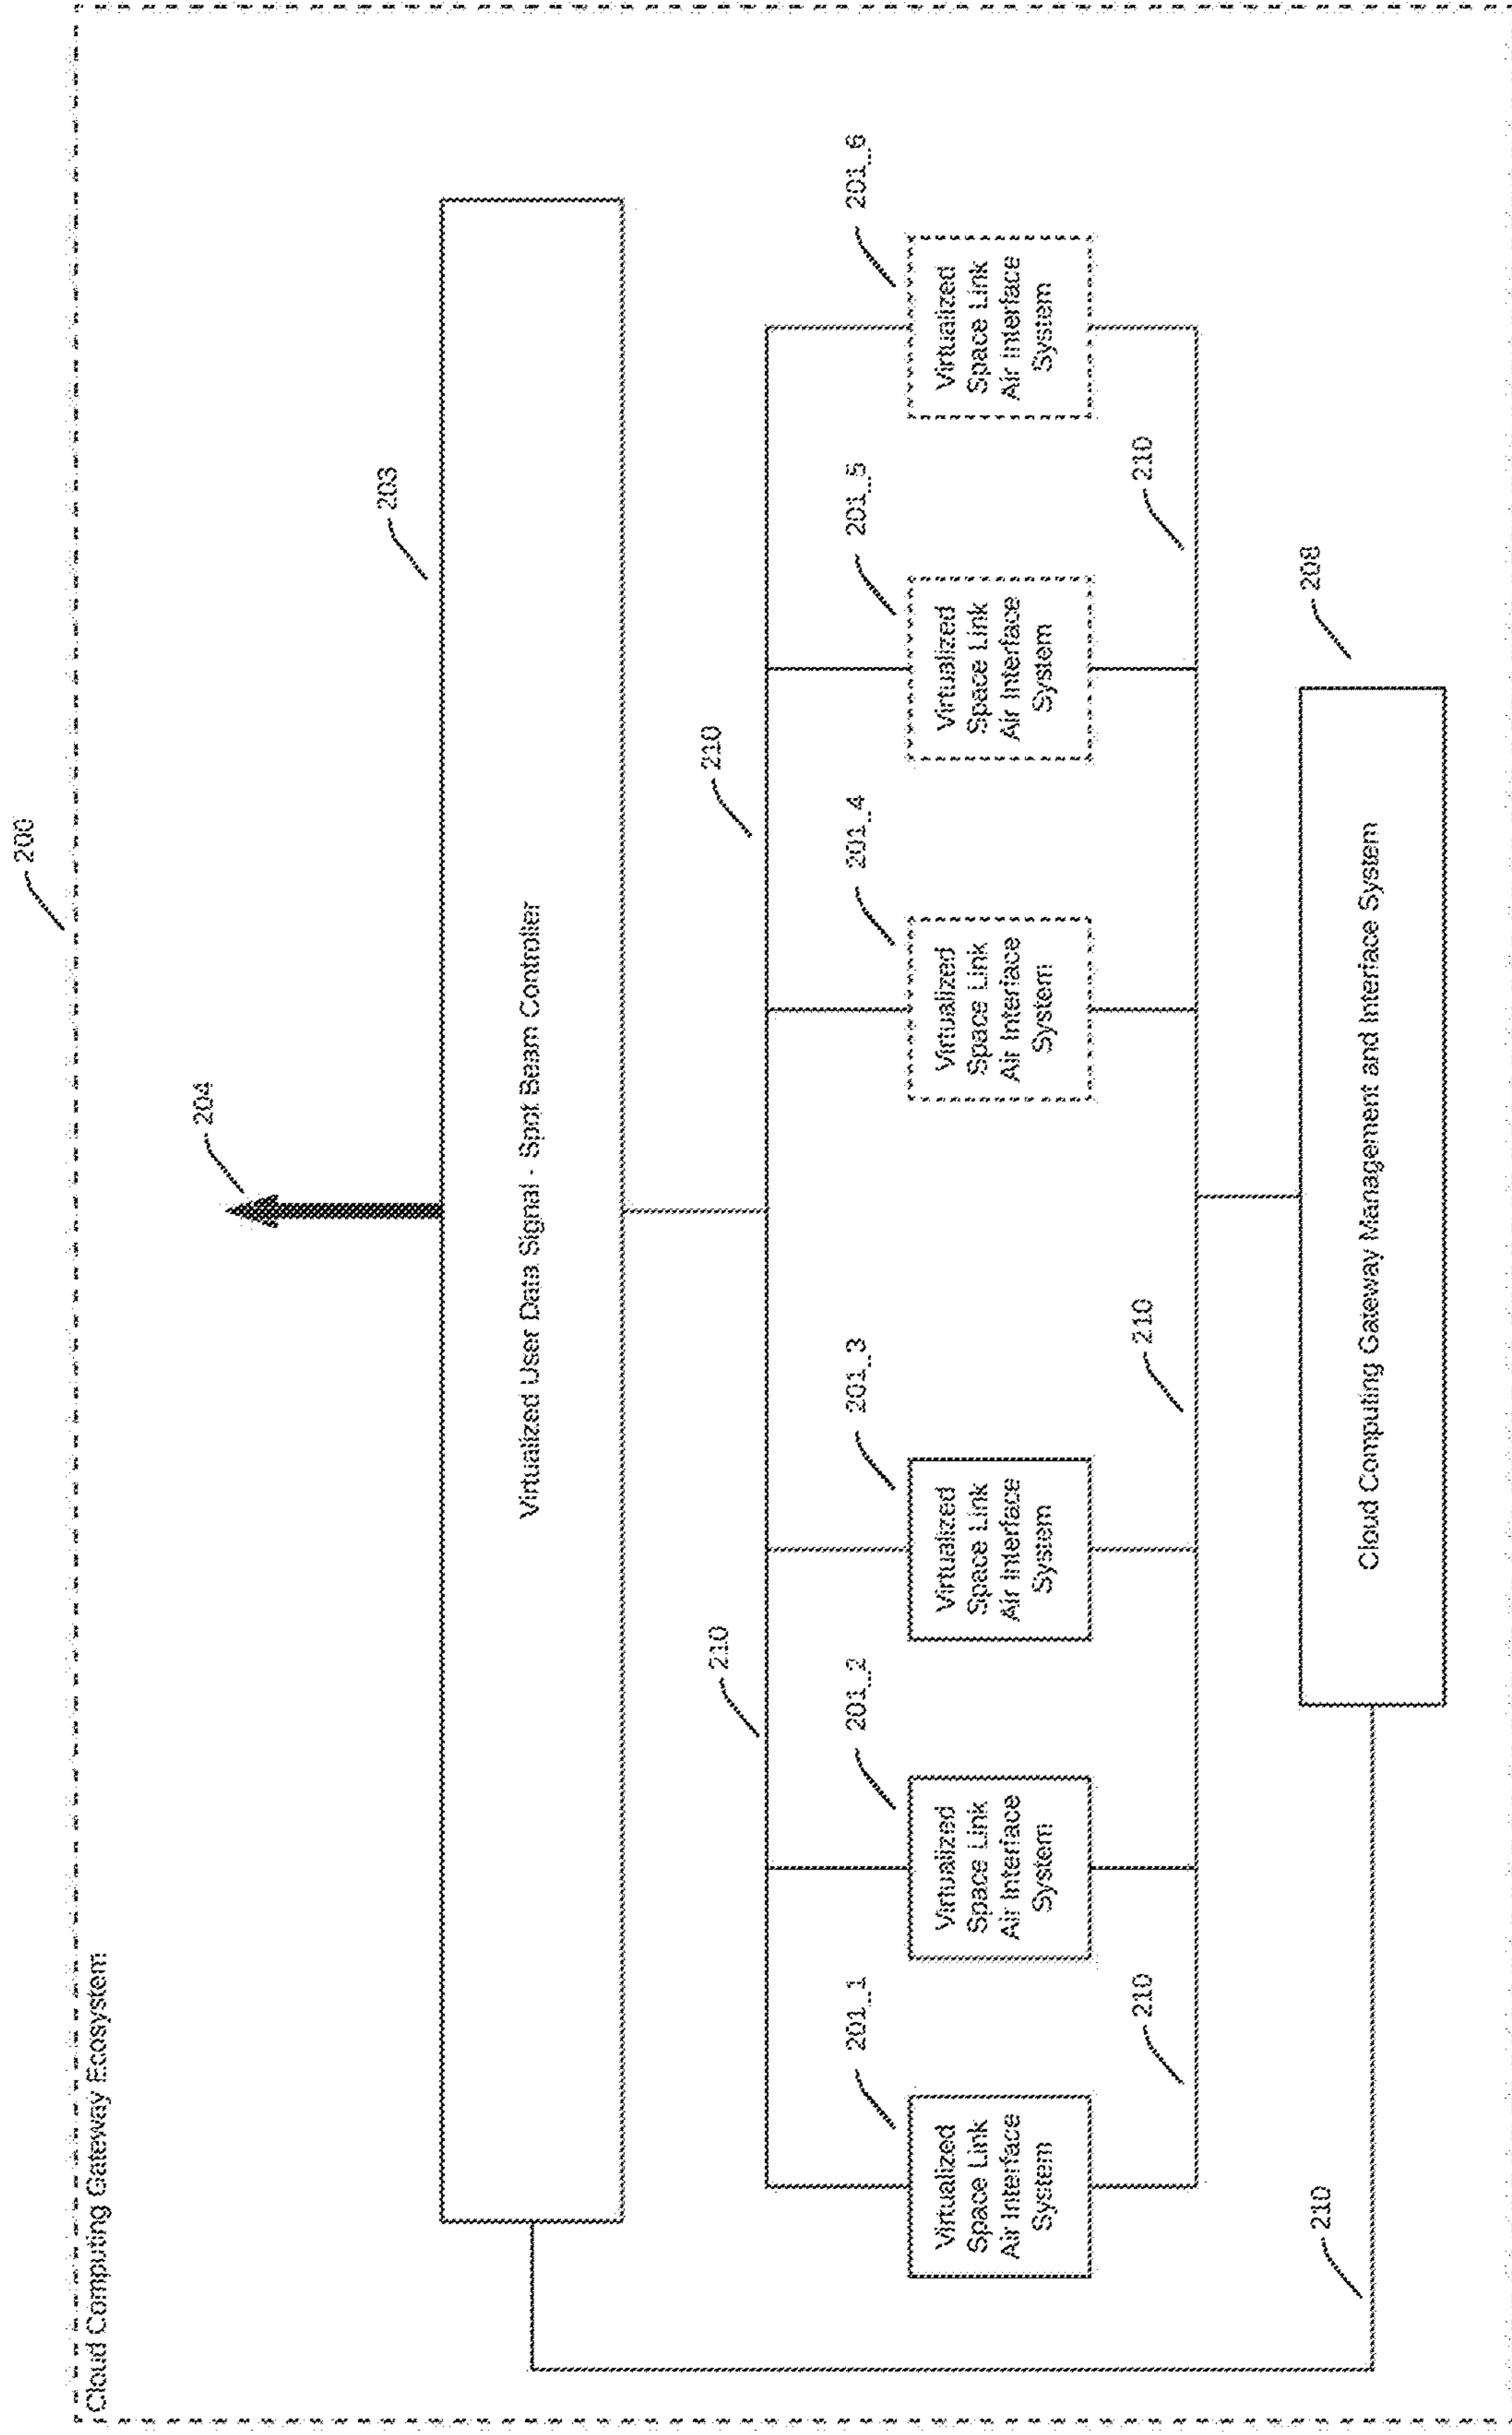 Cloud Computing Gateway Ecosystem
200
204
203
Virtualized User Data Signal - Spot Beam Controller
210
210
201_1
201_2
201_3
201_4
201_5
201_6
Virtualized
Space Link
Air Interface
System
Virtualized
Space Link
Air Interface
System
Virtualized
Space Link
Air Interface
System
Virtualized
Space Link
Air Interface
System
Virtualized
Space Link
Air Interface
System
Virtualized
Space Link
Air Interface
System
210
210
210
208
210
Cloud Computing Gateway Management and Interface System